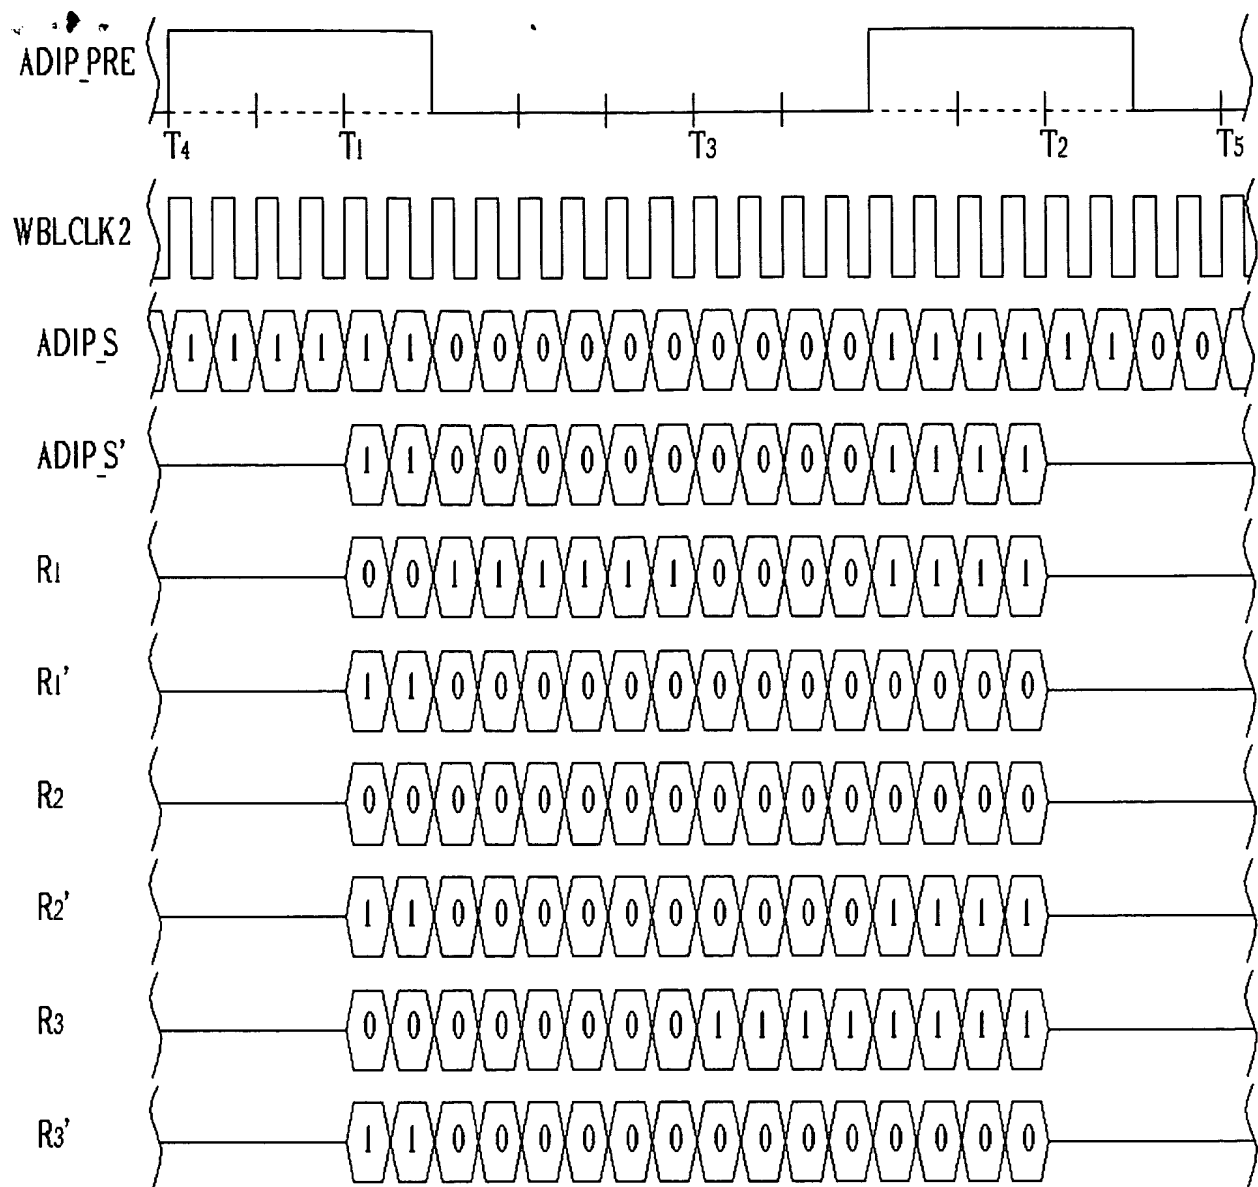 ADIP_PRE
T4 T1 T3 T2 T5
WBLCLK2
ADIP_S 1 1 1 1 1 1 0 0 0 0 0 0 0 0 0 0 1 1 1 1 1 1 0 0
ADIP_S' 1 1 0 0 0 0 0 0 0 0 0 0 1 1 1 1
R1 0 0 1 1 1 1 1 1 0 0 0 0 1 1 1 1
R1' 1 1 0 0 0 0 0 0 0 0 0 0 0 0 0 0
R2 0 0 0 0 0 0 0 0 0 0 0 0 0 0 0 0
R2' 1 1 0 0 0 0 0 0 0 0 0 0 1 1 1 1
R3 0 0 0 0 0 0 0 0 1 1 1 1 1 1 1 1
R3' 1 1 0 0 0 0 0 0 0 0 0 0 0 0 0 0